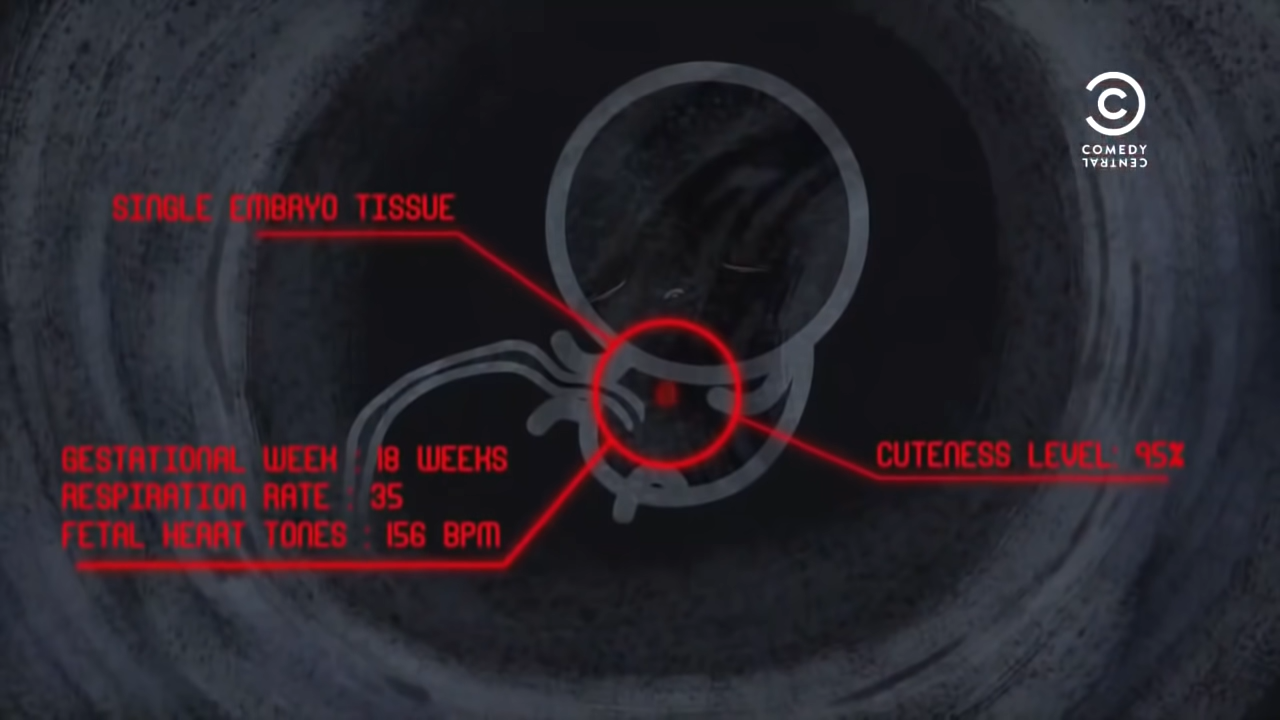 COMEDY
CENTRAL
SINGLE EMBRYO TISSUE
GESTATIONAL WEEK : 18 WEEKS
RESPIRATION RATE : 35
FETAL HEART TONES : 156 BPM
CUTENESS LEVEL: 95%